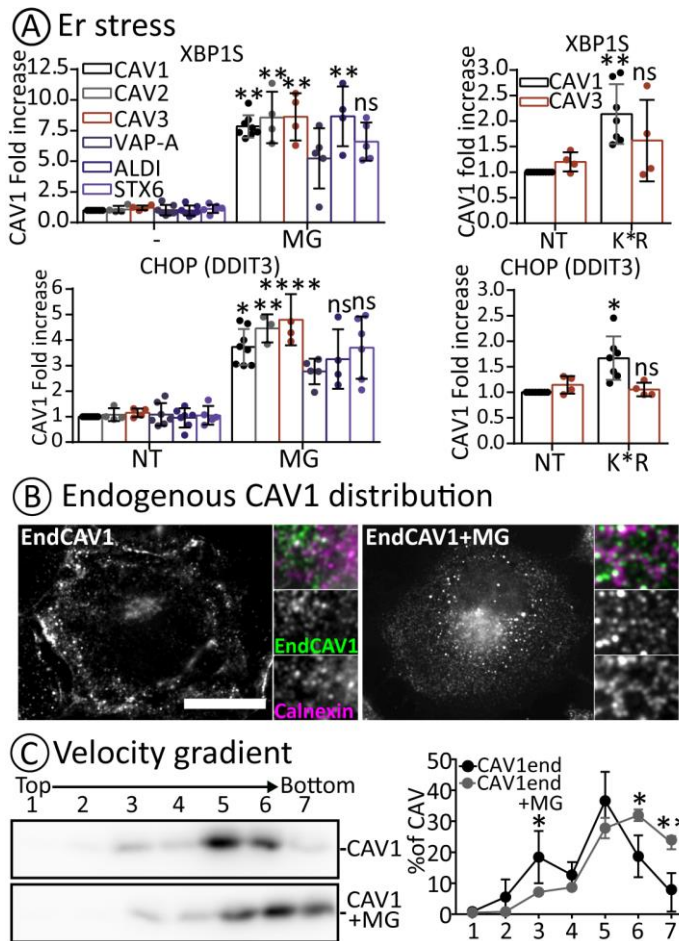 A Er stress
XBP1S
CAV1 Fold increase
12.5
10.0
7.5
5.0
2.5
0.0
CAV1
CAV2
CAV3
VAP-A
ALDI
STX6
** ** ** ** ns
- MG
XBP1S
CAV1 fold increase
3.0
2.5
2.0
1.5
1.0
0.5
0.0
** ns
CAV1
CAV3
NT K*R
CHOP (DDIT3)
CAV1 Fold increase
6
5
4
3
2
1
0
* ** **** ns ns
NT MG
CHOP (DDIT3)
CAV1 Fold increase
3.0
2.5
2.0
1.5
1.0
0.5
0.0
* ns
NT K*R
B Endogenous CAV1 distribution
EndCAV1
EndCAV1
Calnexin
EndCAV1+MG
C Velocity gradient
Top Bottom
1 2 3 4 5 6 7
-CAV1
CAV1
-+MG
%of CAV
50
40
30
20
10
0
CAV1end
CAV1end
+MG
* * **
1 2 3 4 5 6 7